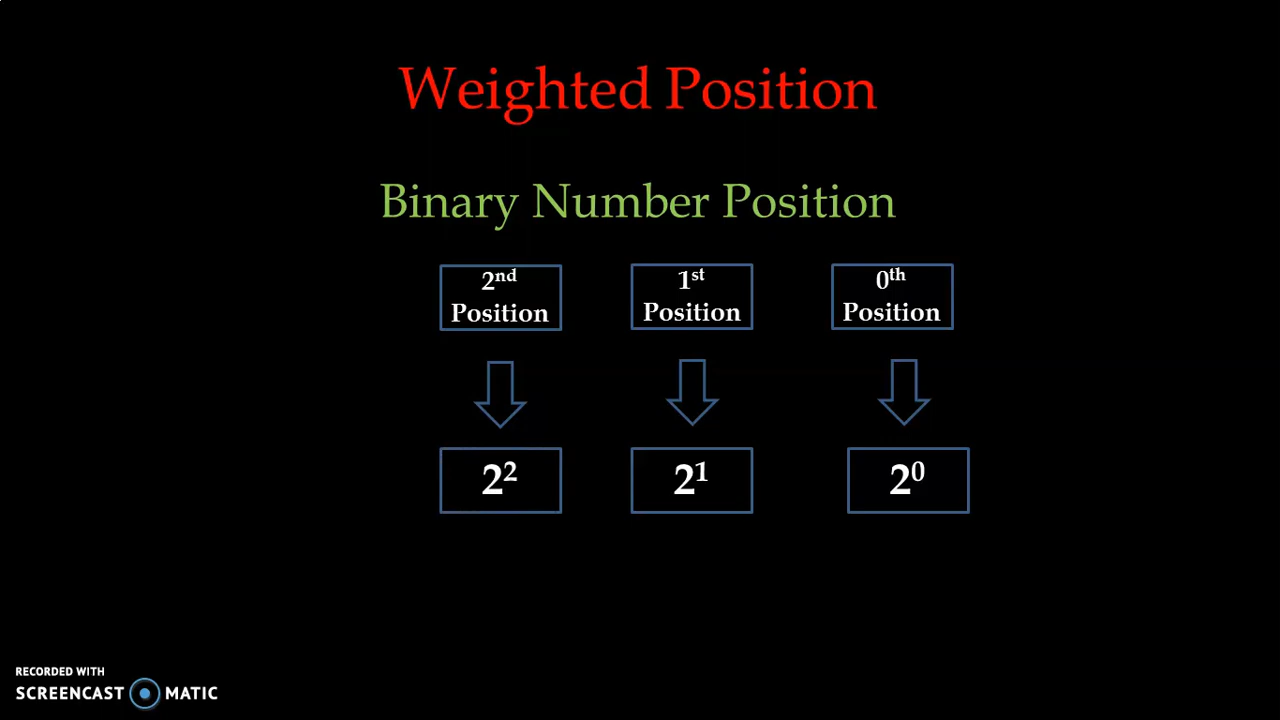 Weighted Position
Binary Number Position
2nd Position
1st Position
0th Position
2² 2¹ 2⁰
RECORDED WITH
SCREENCAST MATIC